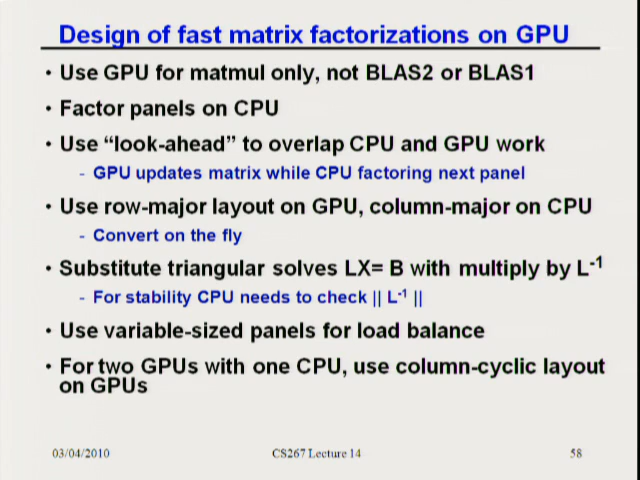 Design of fast matrix factorizations on GPU
• Use GPU for matmul only, not BLAS2 or BLAS1
• Factor panels on CPU
• Use “look-ahead” to overlap CPU and GPU work
- GPU updates matrix while CPU factoring next panel
• Use row-major layout on GPU, column-major on CPU
- Convert on the fly
• Substitute triangular solves LX= B with multiply by L⁻¹
- For stability CPU needs to check || L⁻¹ ||
• Use variable-sized panels for load balance
• For two GPUs with one CPU, use column-cyclic layout
on GPUs
03/04/2010 CS267 Lecture 14 58